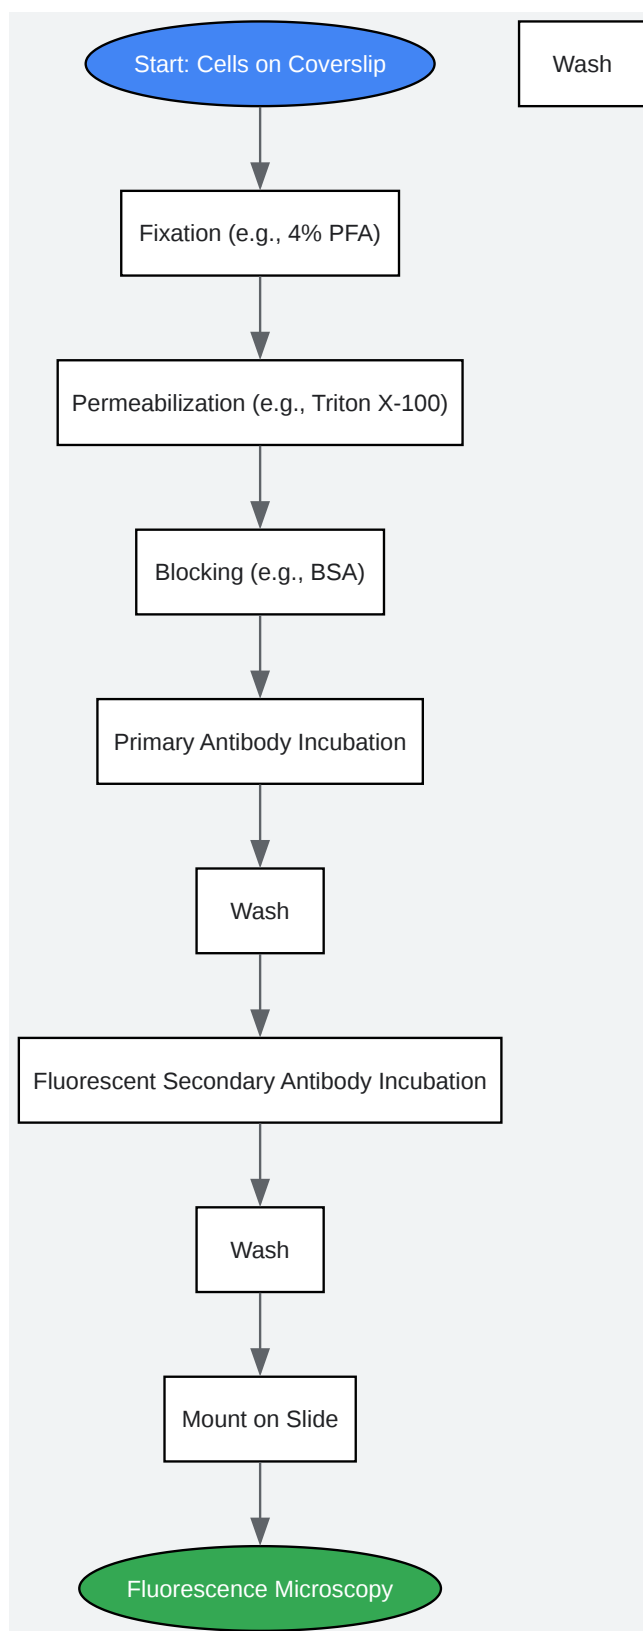 Start: Cells on Coverslip
Wash
Fixation (e.g., 4% PFA)
Permeabilization (e.g., Triton X-100)
Blocking (e.g., BSA)
Primary Antibody Incubation
Wash
Fluorescent Secondary Antibody Incubation
Wash
Mount on Slide
Fluorescence Microscopy